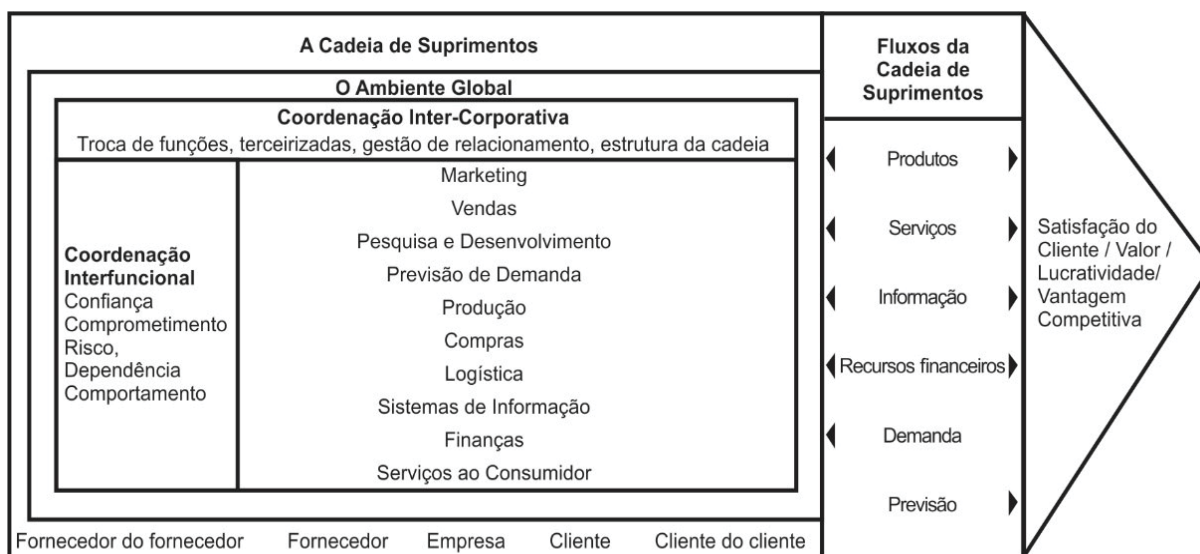 A Cadeia de Suprimentos
O Ambiente Global
Coordenação Inter-Corporativa
Troca de funções, terceirizadas, gestão de relacionamento, estrutura da cadeia
Coordenação
Interfuncional
Confiança
Comprometimento
Risco,
Dependência
Comportamento
Marketing
Vendas
Pesquisa e Desenvolvimento
Previsão de Demanda
Produção
Compras
Logística
Sistemas de Informação
Finanças
Serviços ao Consumidor
Fornecedor do fornecedor Fornecedor Empresa Cliente Cliente do cliente
Fluxos da
Cadeia de
Suprimentos
Produtos
Serviços
Informação
Recursos financeiros
Demanda
Previsão
Satisfação do
Cliente / Valor /
Lucratividade/
Vantagem
Competitiva